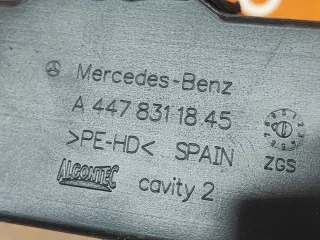 Mercedes-Benz
A 447 831 18 45
>PE-HD< SPAIN
ZGS
ALCONTEC
cavity 2